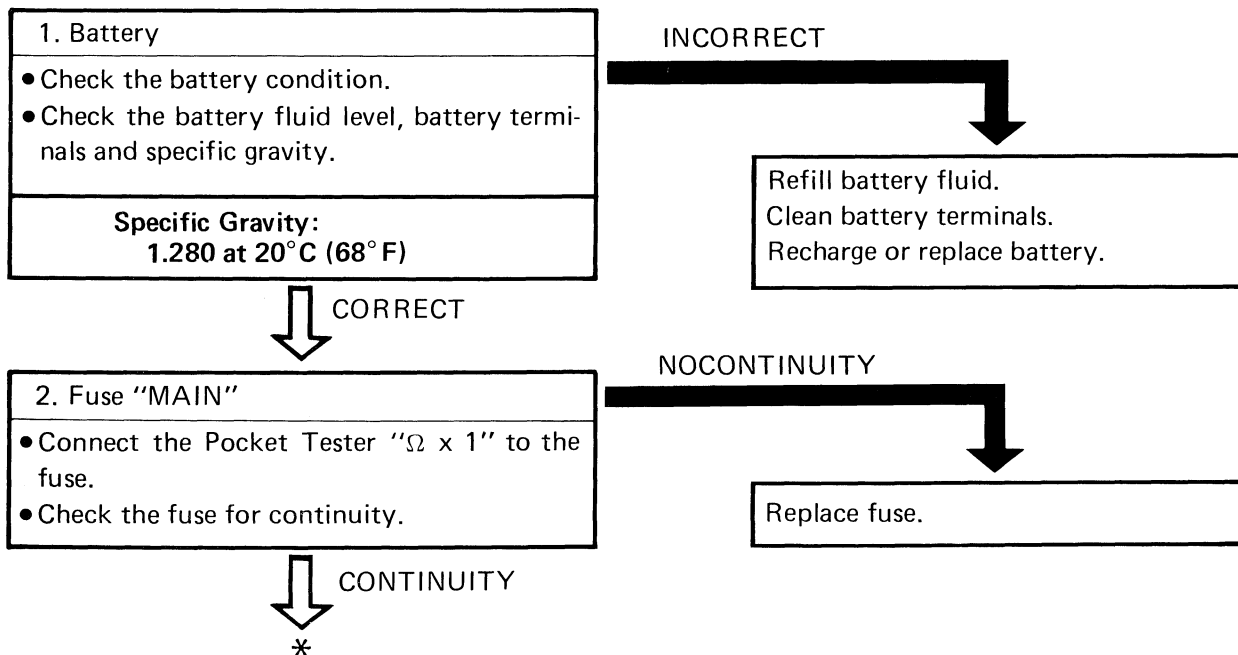 1. Battery
INCORRECT
• Check the battery condition.
• Check the battery fluid level, battery termi-
nals and specific gravity.
Specific Gravity:
1.280 at 20°C (68°F)
Refill battery fluid.
Clean battery terminals.
Recharge or replace battery.
CORRECT
2. Fuse “MAIN”
NOCONTINUITY
• Connect the Pocket Tester “Ω x 1” to the
fuse.
• Check the fuse for continuity.
Replace fuse.
CONTINUITY
*